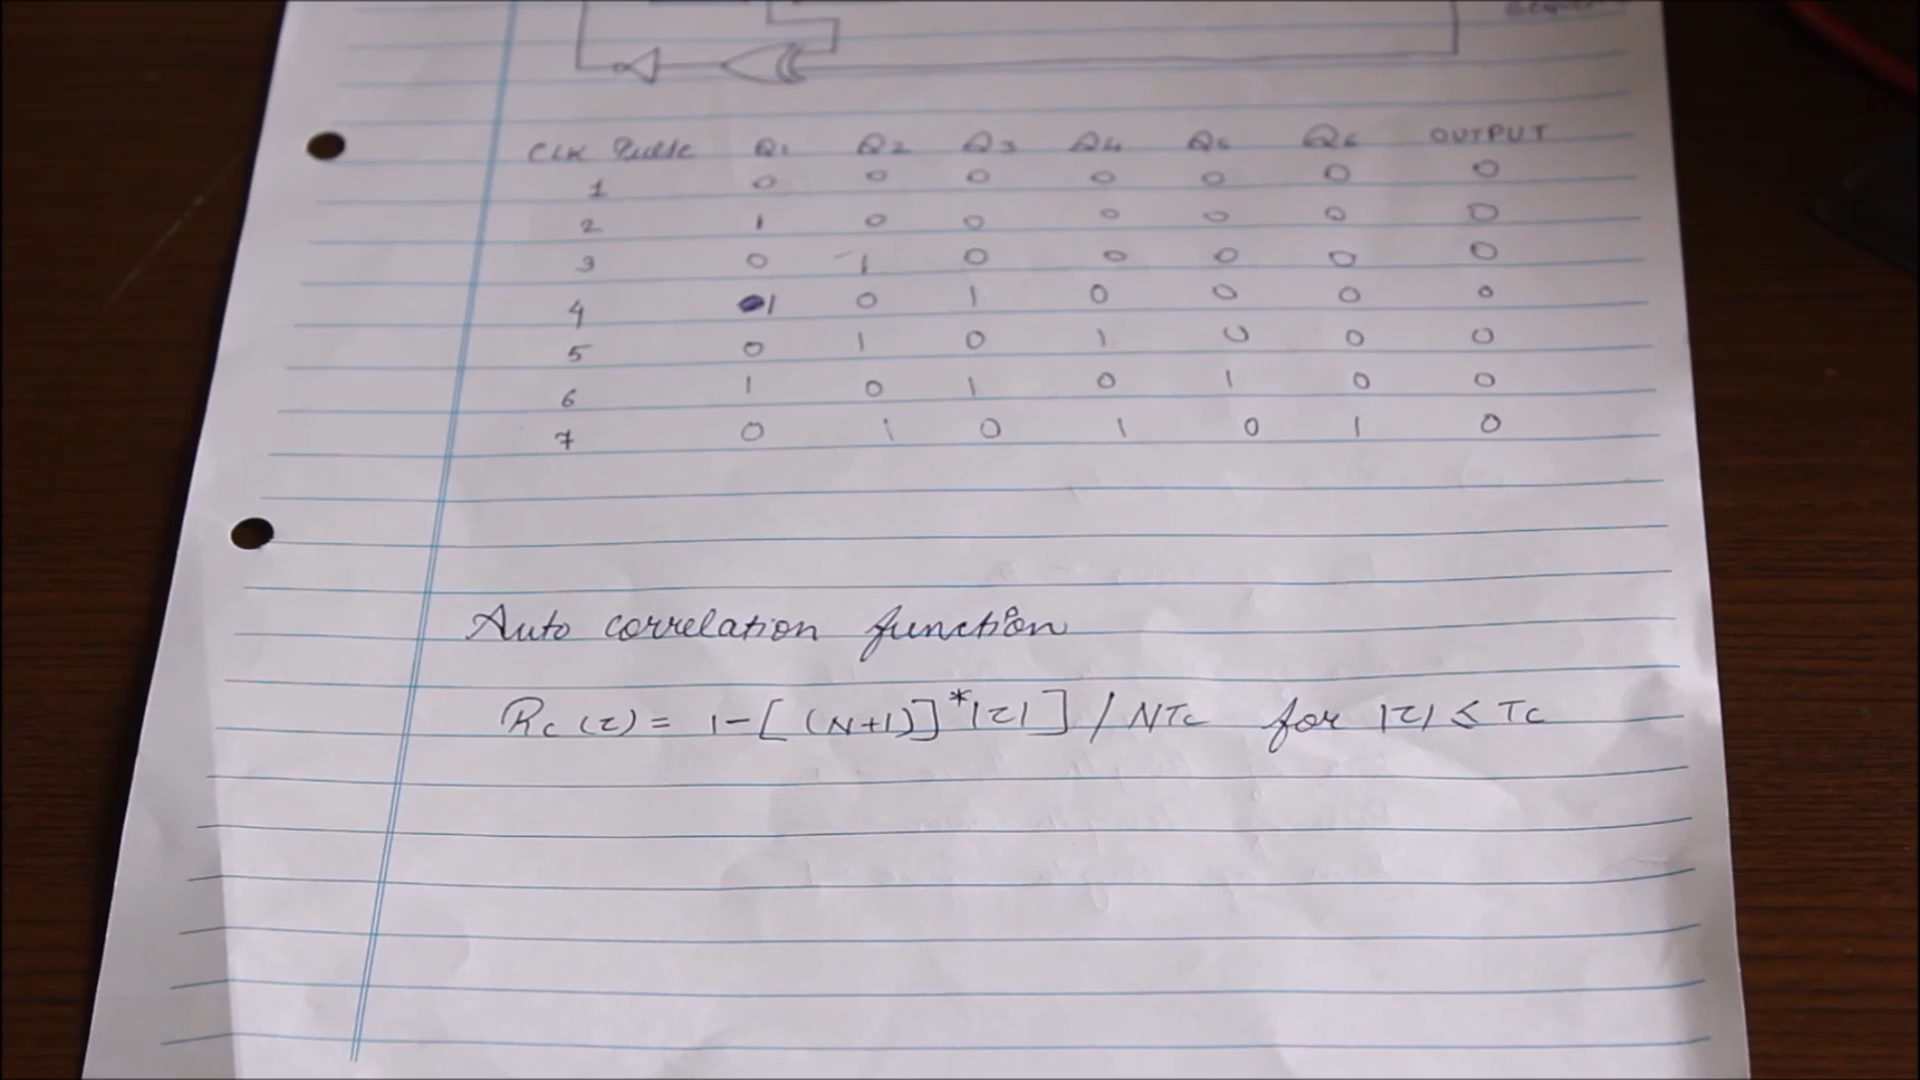 CLK Pulse Q1 Q2 Q3 Q4 Q5 Q6 OUTPUT
1 0 0 0 0 0 0 0
2 1 0 0 0 0 0 0
3 0 1 0 0 0 0 0
4 1 0 1 0 0 0 0
5 0 1 0 1 0 0 0
6 1 0 1 0 1 0 0
7 0 1 0 1 0 1 0
Auto correlation function
Rc (τ) = 1-[ (N+1)]*|τ| ] / NTc for |τ| ≤ Tc